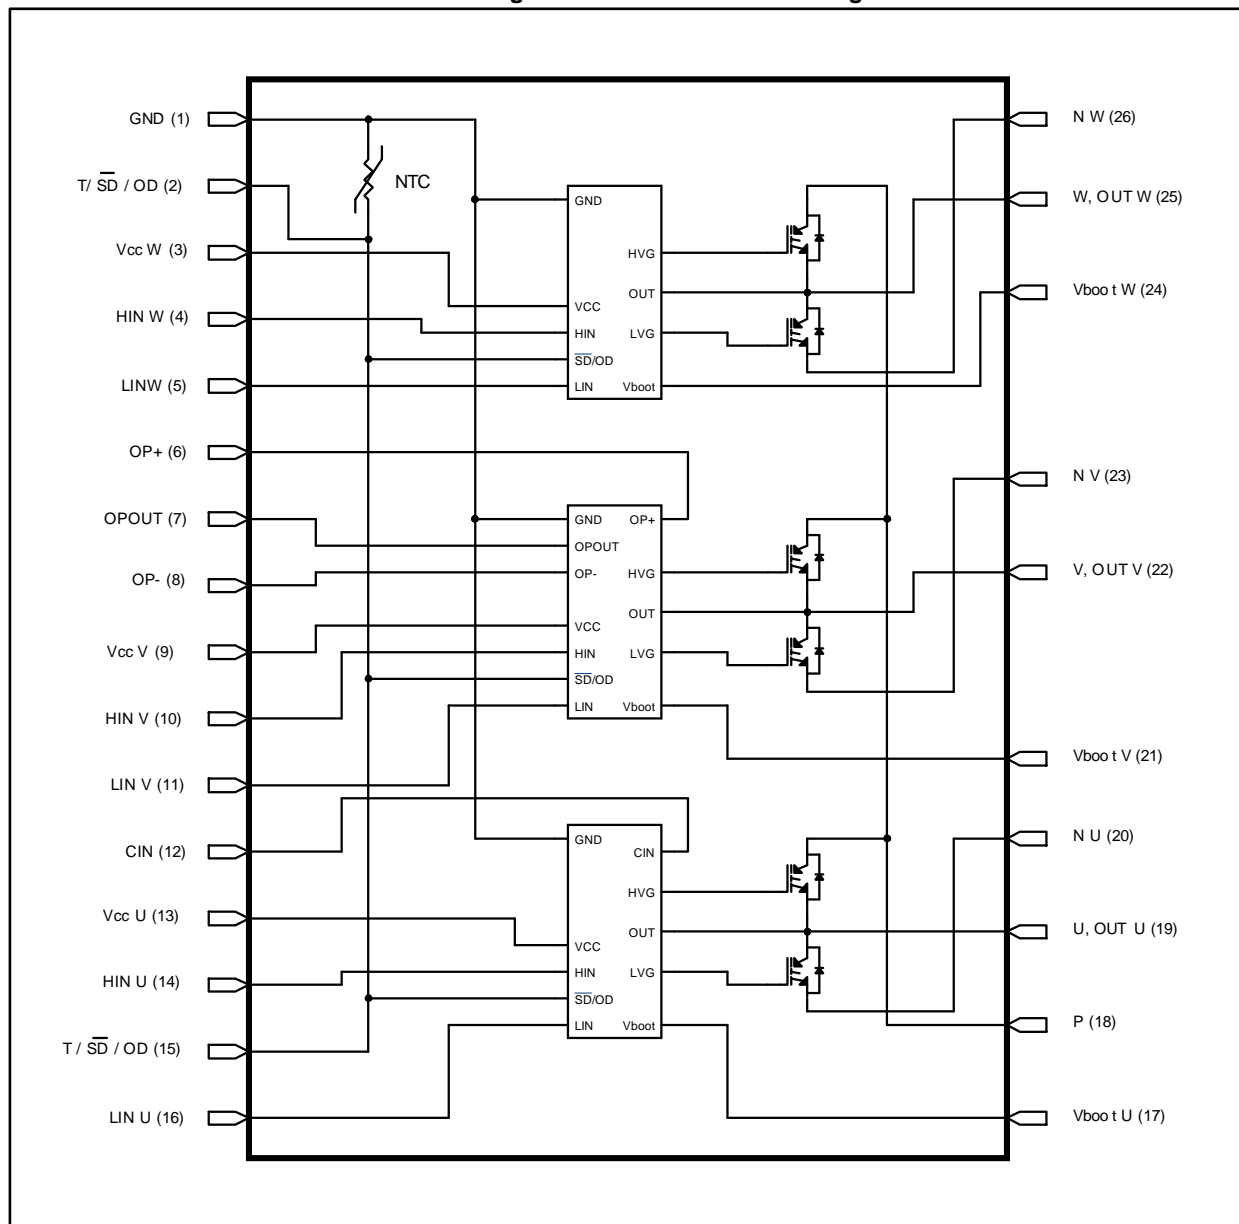 GND (1)
T/ SD / OD (2)
Vcc W (3)
HIN W (4)
LINW (5)
OP+ (6)
OPOUT (7)
OP- (8)
Vcc V (9)
HIN V (10)
LIN V (11)
CIN (12)
Vcc U (13)
HIN U (14)
T / SD / OD (15)
LIN U (16)
NTC
GND
HVG
OUT
VCC
HIN
LVG
SD/OD
LIN
Vboot
GND
OP+
OPOUT
OP-
HVG
OUT
VCC
HIN
LVG
SD/OD
LIN
Vboot
GND
CIN
HVG
OUT
VCC
HIN
LVG
SD/OD
LIN
Vboot
N W (26)
W, OUT W (25)
Vboo t W (24)
N V (23)
V, OUT V (22)
Vboo t V (21)
N U (20)
U, OUT U (19)
P (18)
Vboo t U (17)